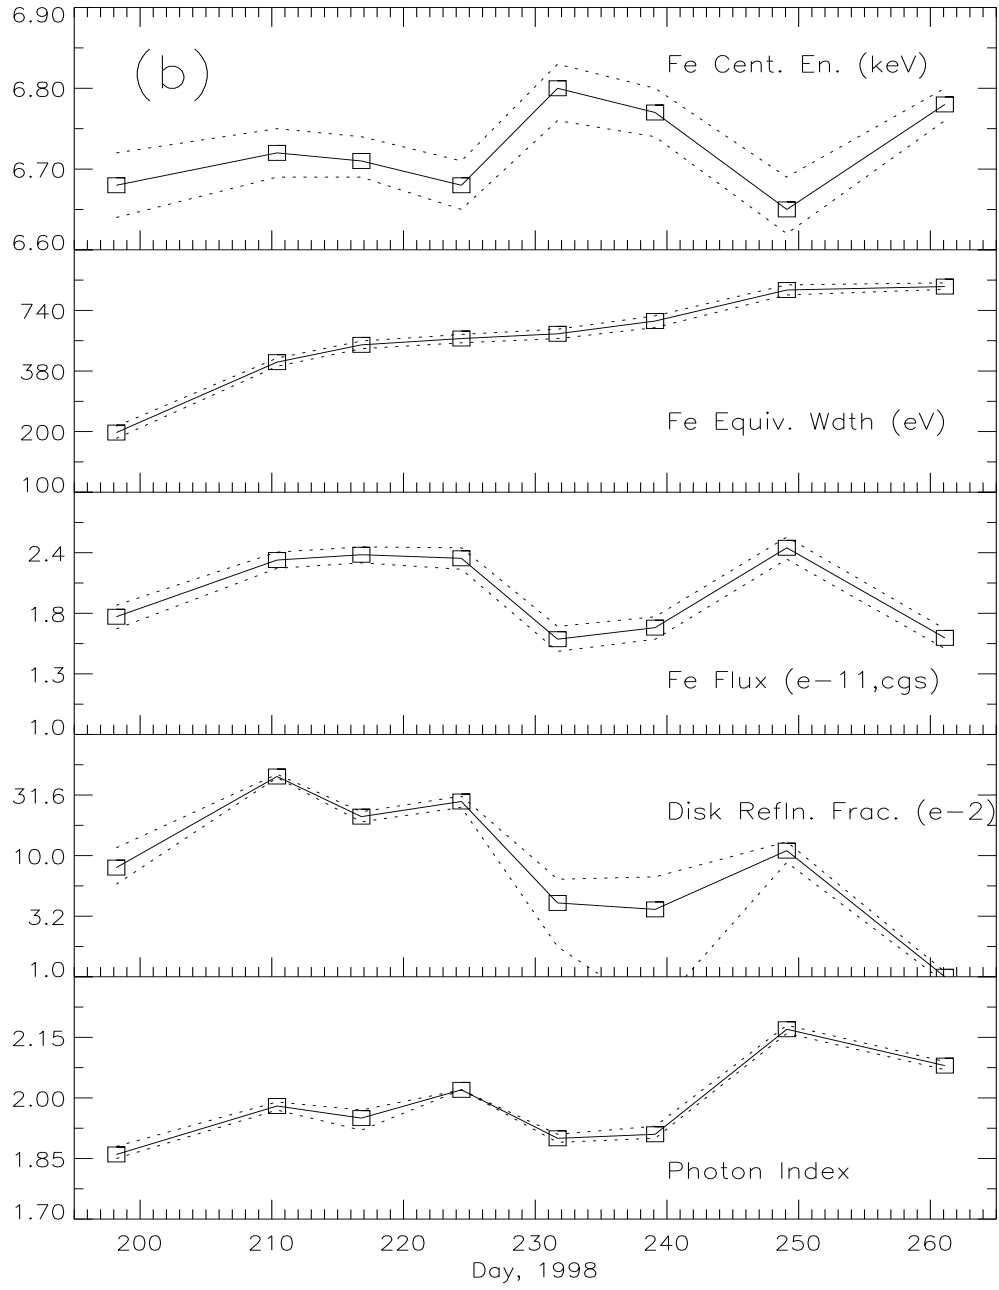 6.90
(b)
Fe Cent. En. (keV)
6.80
6.70
6.60
740
380
Fe Equiv. Wdth (eV)
200
100
2.4
1.8
1.3
Fe Flux (e-11,cgs)
1.0
31.6
Disk Refln. Frac. (e-2)
10.0
3.2
1.0
2.15
2.00
1.85
Photon Index
1.70
200 210 220 230 240 250 260
Day, 1998